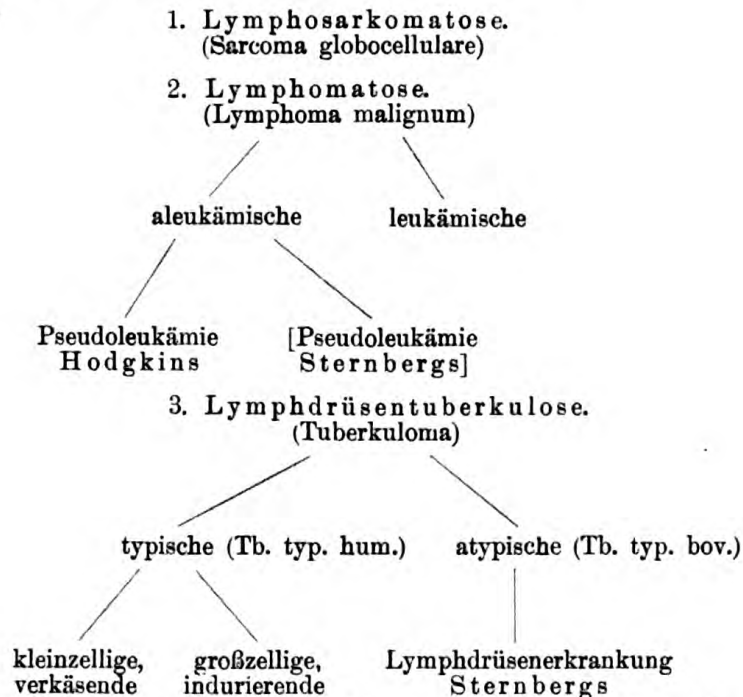 1. Lymphosarkomatose.
(Sarcoma globocellulare)
2. Lymphomatose.
(Lymphoma malignum)
aleukämische leukämische
Pseudoleukämie [Pseudoleukämie
Hodgkins Sternbergs]
3. Lymphdrüsentuberkulose.
(Tuberkuloma)
typische (Tb. typ. hum.) atypische (Tb. typ. bov.)
kleinzellige, großzellige, Lymphdrüsenerkrankung
verkäsende indurierende Sternbergs